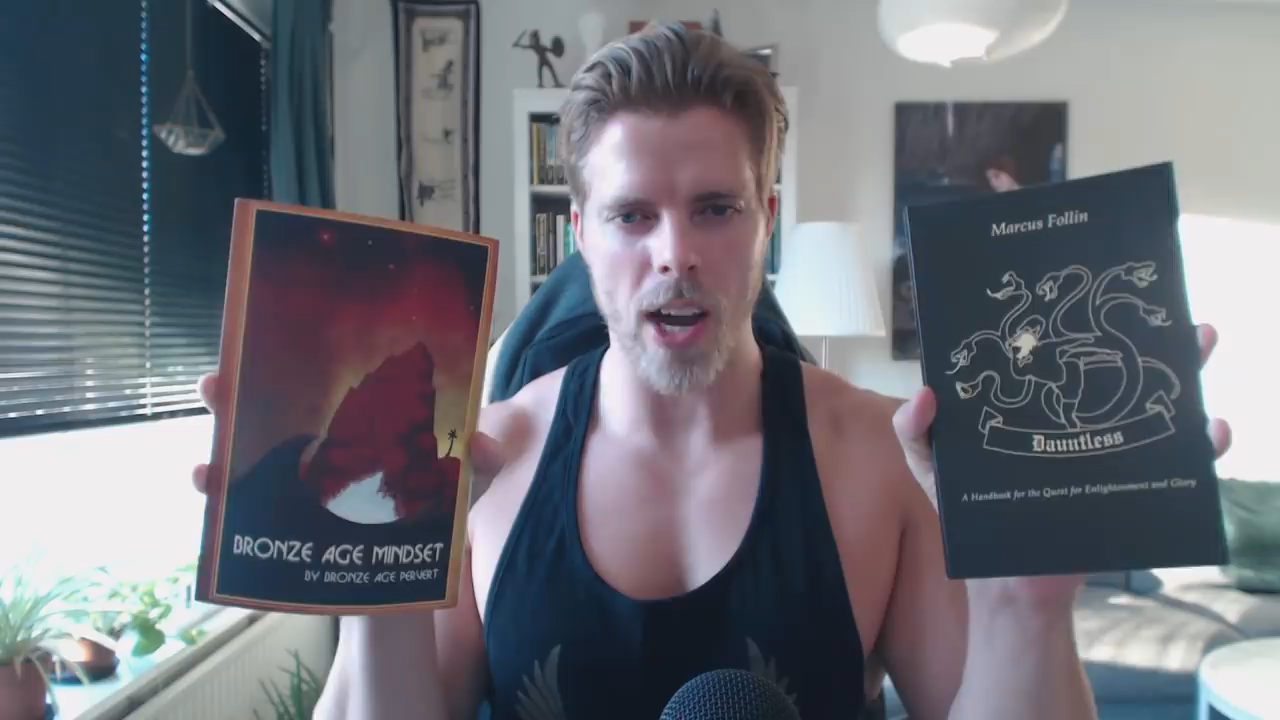 BRONZE AGE MINDSET
BY BRONZE AGE PERVERT
Marcus Follin
Dauntless
A Handbook for the Quest for Enlightenment and Glory